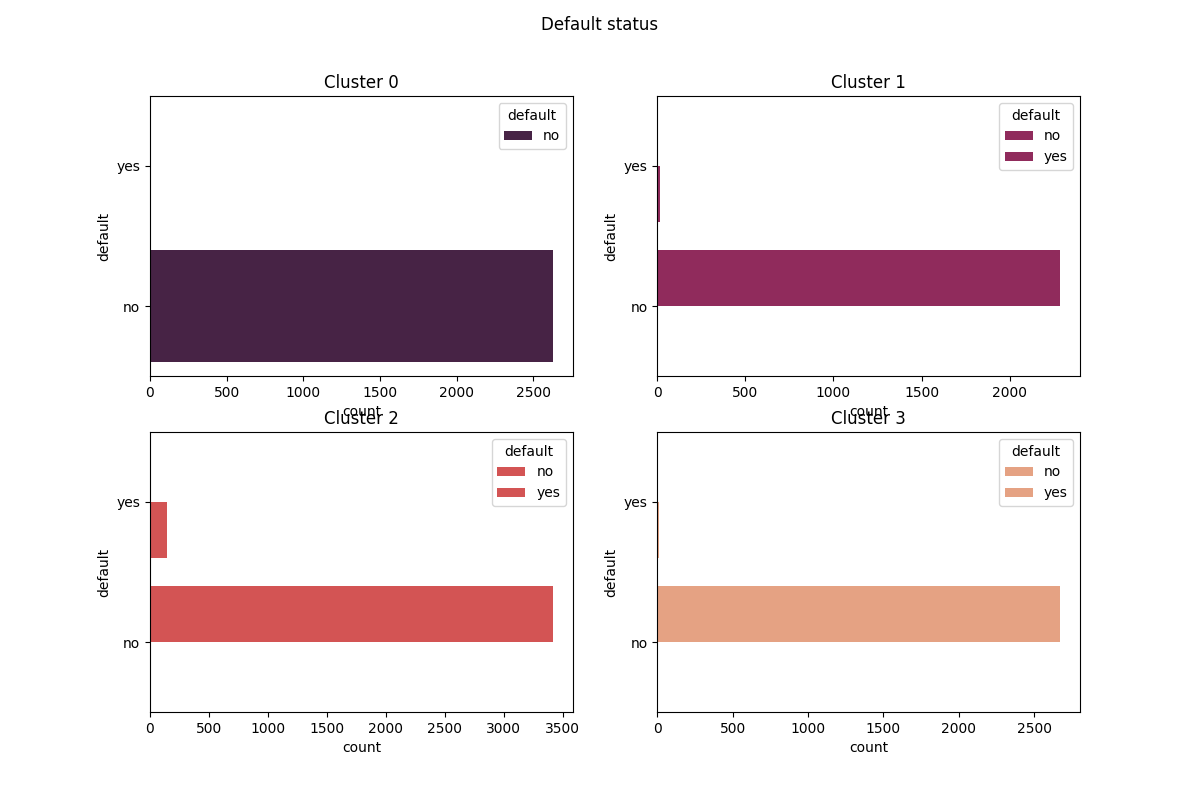 Default status
Cluster 0
default
no
yes
no
default
0 500 1000 1500 2000 2500
count
Cluster 1
default
no
yes
yes
no
default
0 500 1000 1500 2000
count
Cluster 2
default
no
yes
yes
no
default
0 500 1000 1500 2000 2500 3000 3500
count
Cluster 3
default
no
yes
yes
no
default
0 500 1000 1500 2000 2500
count